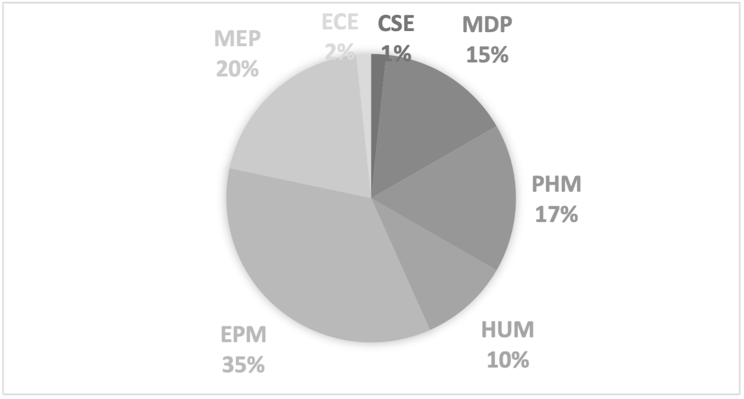 ECE
2%
CSE
1%
MDP
15%
PHM
17%
HUM
10%
EPM
35%
MEP
20%